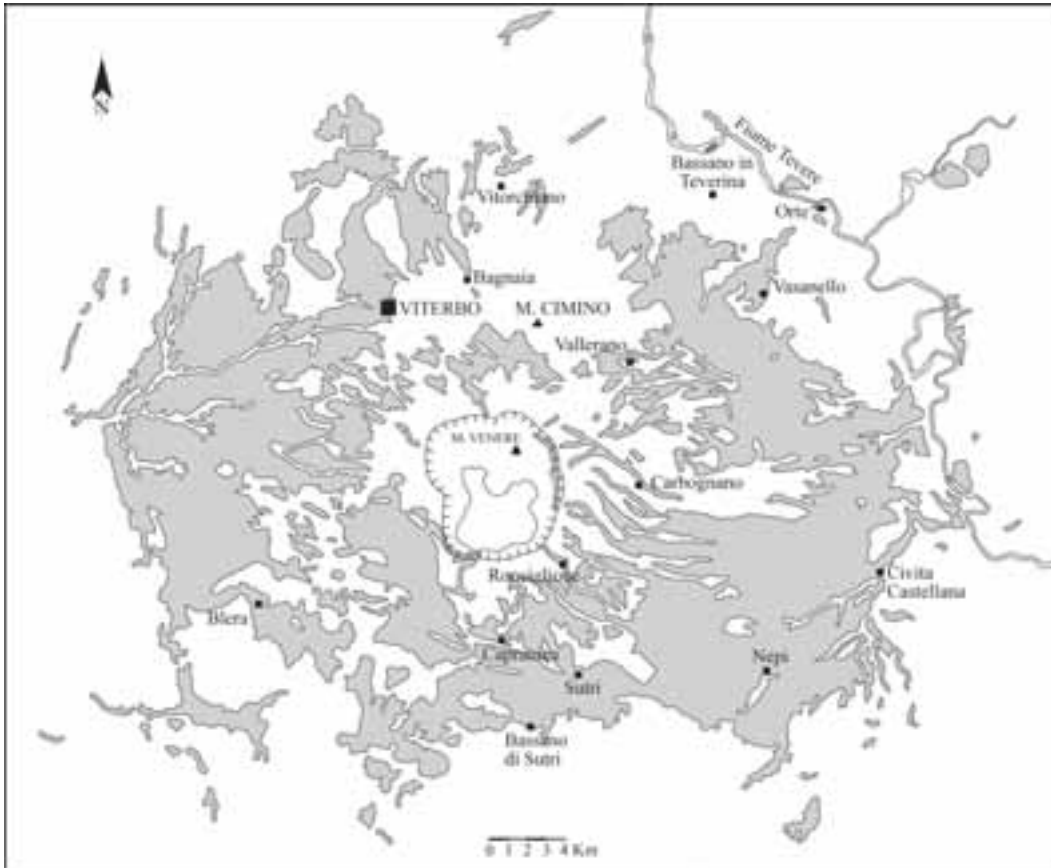 N
Fiume Tevere
Bassano in
Teverina
Vitorchiano
Orte
Bagnaia
Vasanello
VITERBO
M. CIMINO
Vallerano
M. VENERE
Carbognano
Ronciglione
Civita
Castellana
Blera
Capranica
Nepi
Sutri
Bassano
di Sutri
0 1 2 3 4 Km